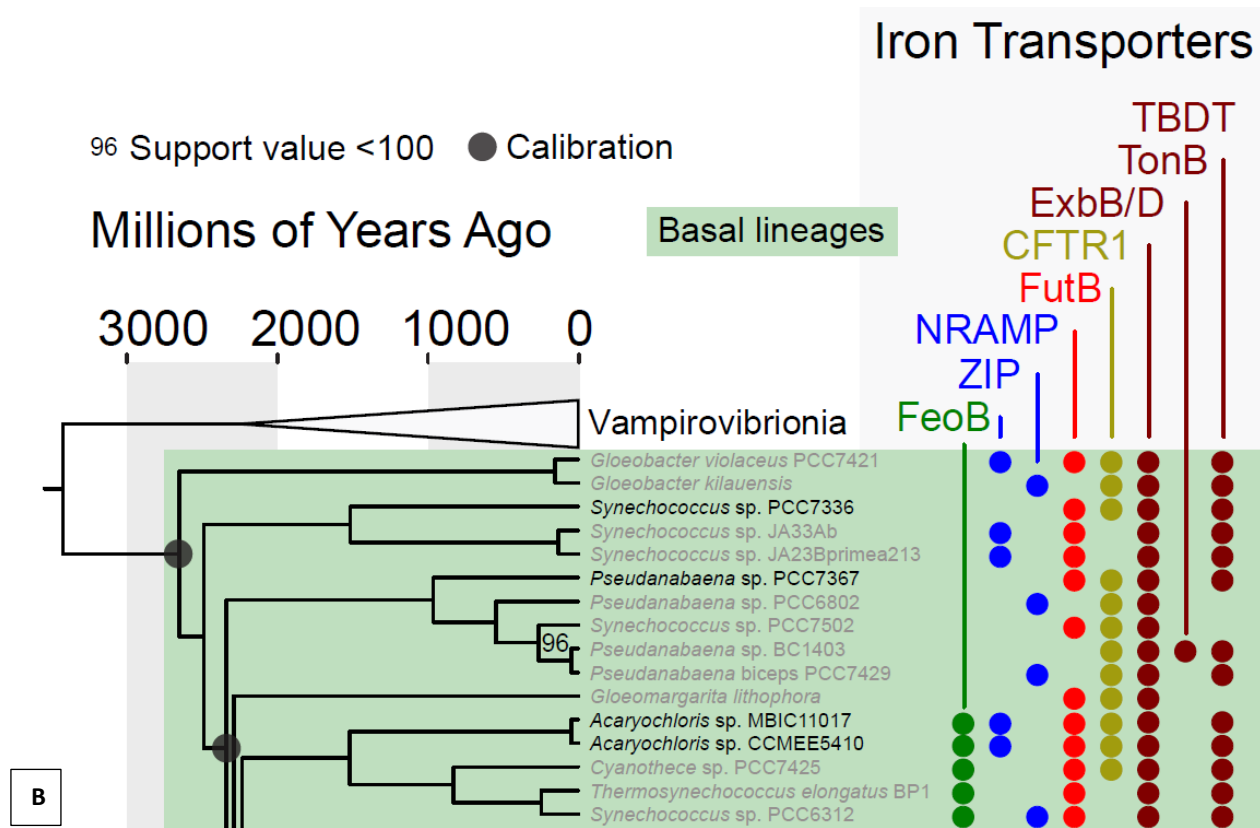 Iron Transporters
TBDT
TonB
96 Support value <100 Calibration
ExbB/D
Millions of Years Ago
Basal lineages
CFTR1
FutB
3000 2000 1000 0
NRAMP
ZIP
FeoB
Vampirovibrionia
Gloeobacter violaceus PCC7421
Gloeobacter kilauensis
Synechococcus sp. PCC7336
Synechococcus sp. JA33Ab
Synechococcus sp. JA23Bprimea213
Pseudanabaena sp. PCC7367
Pseudanabaena sp. PCC6802
Synechococcus sp. PCC7502
96
Pseudanabaena sp. BC1403
Pseudanabaena biceps PCC7429
Gloeomargarita lithophora
Acaryochloris sp. MBIC11017
Acaryochloris sp. CCMEE5410
Cyanothece sp. PCC7425
Thermosynechococcus elongatus BP1
Synechococcus sp. PCC6312
B